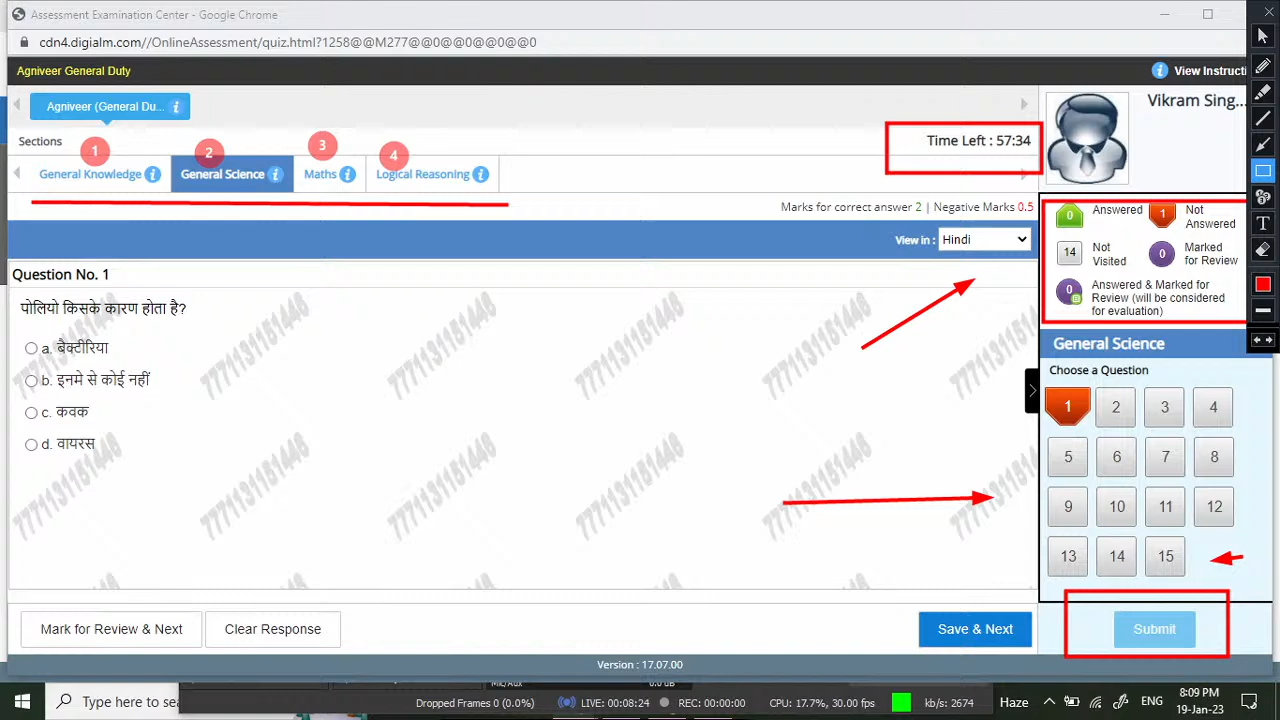 Assessment Examination Center - Google Chrome
cdn4.digialm.com//OnlineAssessment/quiz.html?1258@@M277@@0@@0@@0@@0
Agniveer General Duty
View Instructi
Agniveer (General Du... i
Vikram Sing...
Sections
Time Left : 57:34
1 2 3 4
General Knowledge i General Science i Maths i Logical Reasoning i
Marks for correct answer 2 | Negative Marks 0.5
View in : Hindi
0 Answered 1 Not Answered
14 Not Visited 0 Marked for Review
0 Answered & Marked for Review (will be considered for evaluation)
Question No. 1
पोलियो किसके कारण होता है?
a. बैक्टीरिया
b. इनमे से कोई नहीं
c. कवक
d. वायरस
7771131151448
General Science
Choose a Question
1 2 3 4
5 6 7 8
9 10 11 12
13 14 15
Mark for Review & Next Clear Response Save & Next Submit
Version : 17.07.00
Mic/Aux 0.0 dB
Type here to sea
Dropped Frames 0 (0.0%) LIVE: 00:08:24 REC: 00:00:00 CPU: 17.7%, 30.00 fps kb/s: 2674
Haze ENG 8:09 PM
19-Jan-23